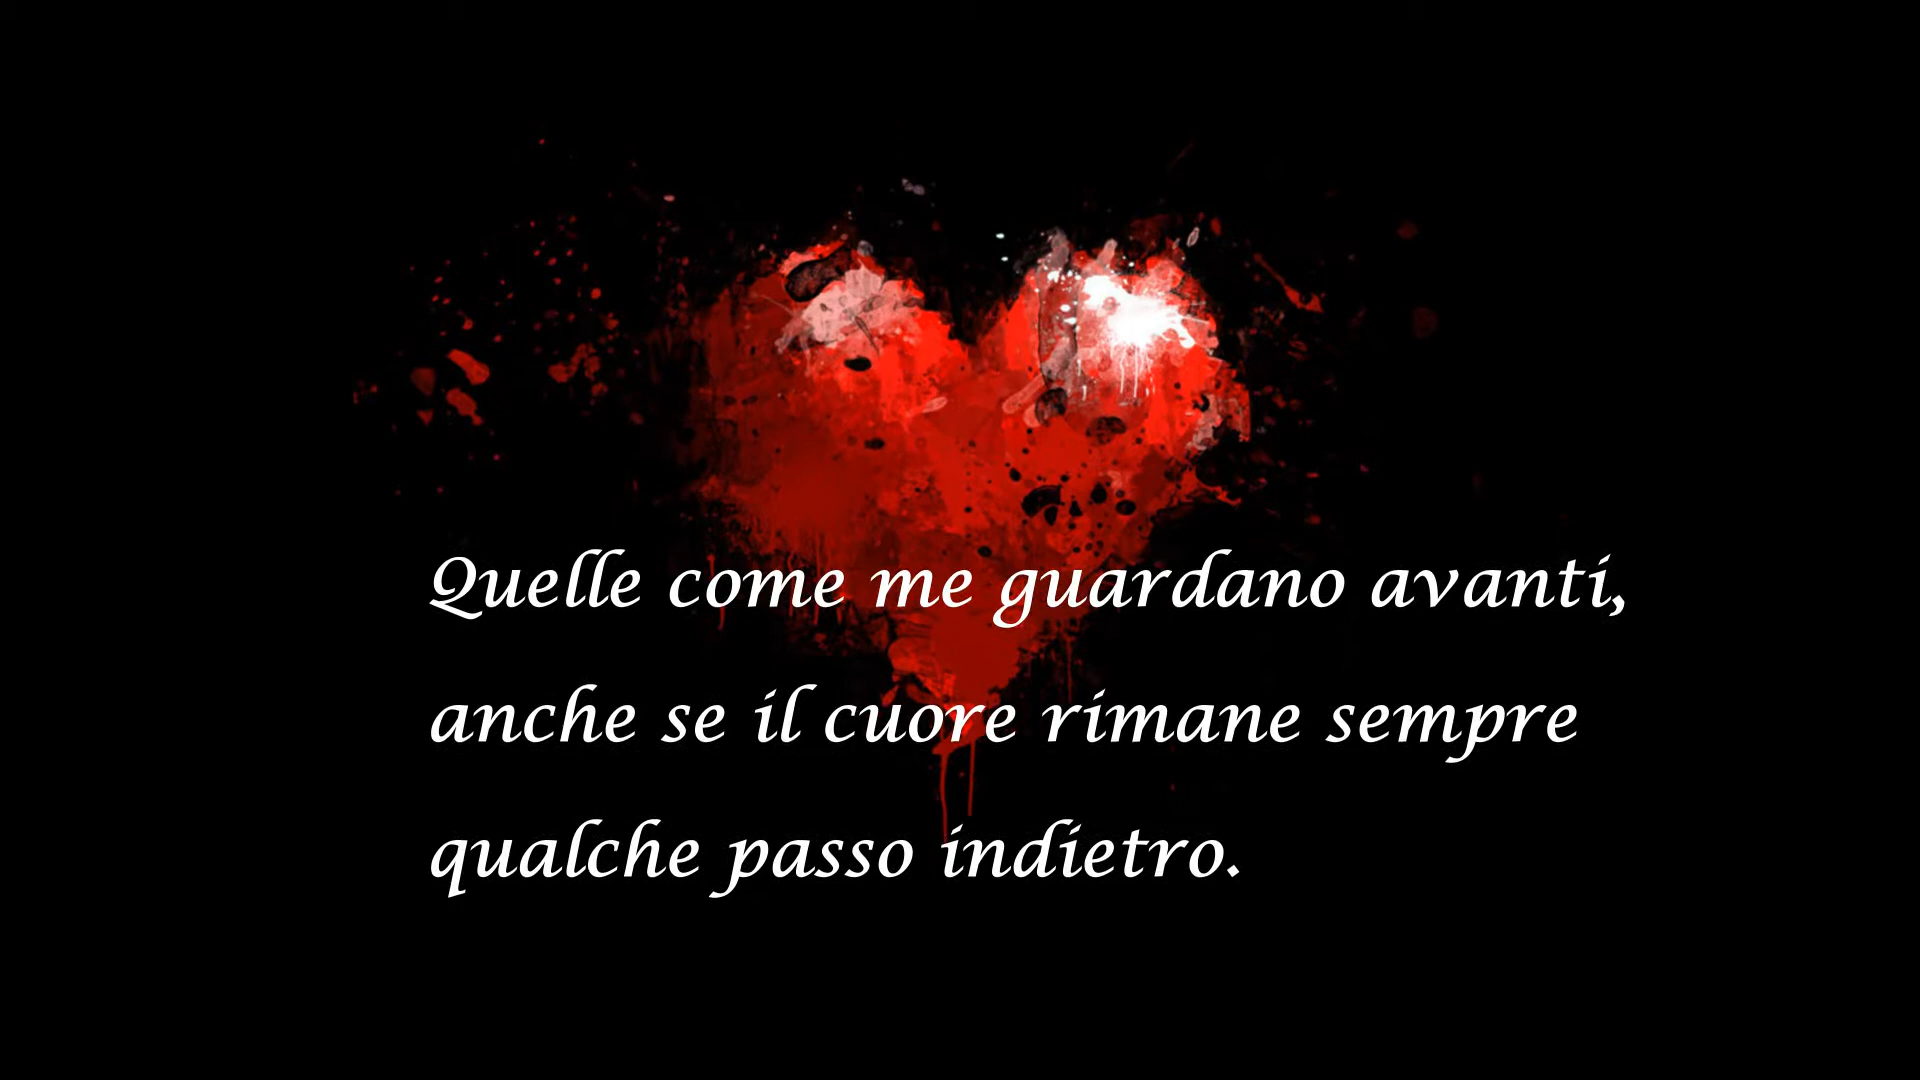 Quelle come me guardano avanti,
anche se il cuore rimane sempre
qualche passo indietro.